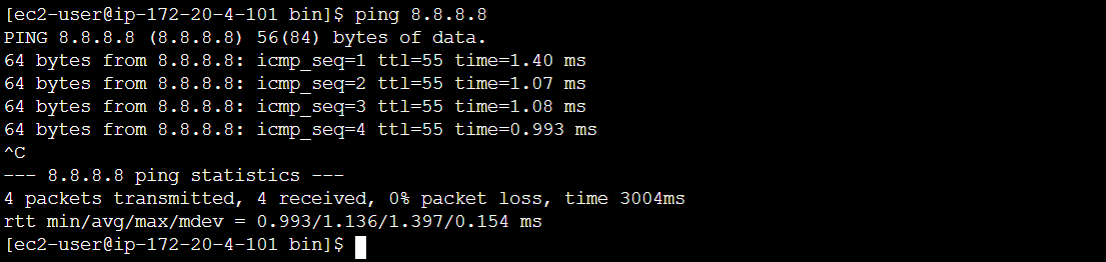 [ec2-user@ip-172-20-4-101 bin]$ ping 8.8.8.8
PING 8.8.8.8 (8.8.8.8) 56(84) bytes of data.
64 bytes from 8.8.8.8: icmp_seq=1 ttl=55 time=1.40 ms
64 bytes from 8.8.8.8: icmp_seq=2 ttl=55 time=1.07 ms
64 bytes from 8.8.8.8: icmp_seq=3 ttl=55 time=1.08 ms
64 bytes from 8.8.8.8: icmp_seq=4 ttl=55 time=0.993 ms
^C
--- 8.8.8.8 ping statistics ---
4 packets transmitted, 4 received, 0% packet loss, time 3004ms
rtt min/avg/max/mdev = 0.993/1.136/1.397/0.154 ms
[ec2-user@ip-172-20-4-101 bin]$